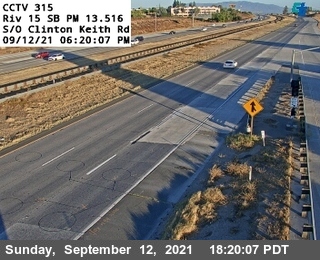 CCTV 315
Riv 15 SB PM 13.516
S/O Clinton Keith Rd
09/12/21 06:20:07 PM
Sunday, September 12, 2021 18:20:07 PDT